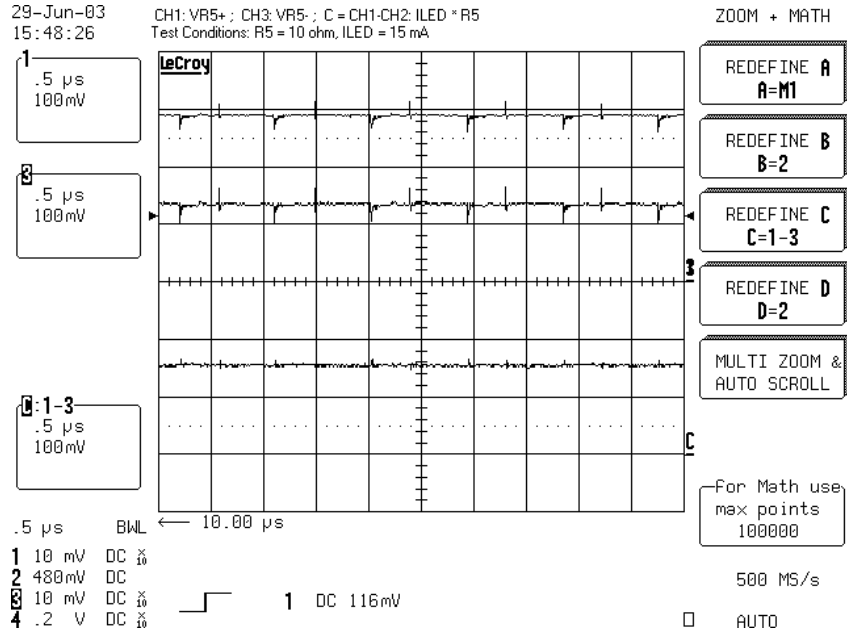 29-Jun-03
15:48:26
CH1: VR5+ ; CH3: VR5- ; C = CH1-CH2: ILED * R5
Test Conditions: R5 = 10 ohm, ILED = 15 mA
ZOOM + MATH
LeCroy
1
.5 µs
100mV
3
.5 µs
100mV
C:1-3
.5 µs
100mV
3
C
REDEFINE A
A=M1
REDEFINE B
B=2
REDEFINE C
C=1-3
REDEFINE D
D=2
MULTI ZOOM &
AUTO SCROLL
For Math use
max points
100000
.5 µs BWL
← 10.00 µs
1 10 mV DC X10
2 480mV DC
3 10 mV DC X10
4 .2 V DC X10
1 DC 116mV
500 MS/s
AUTO